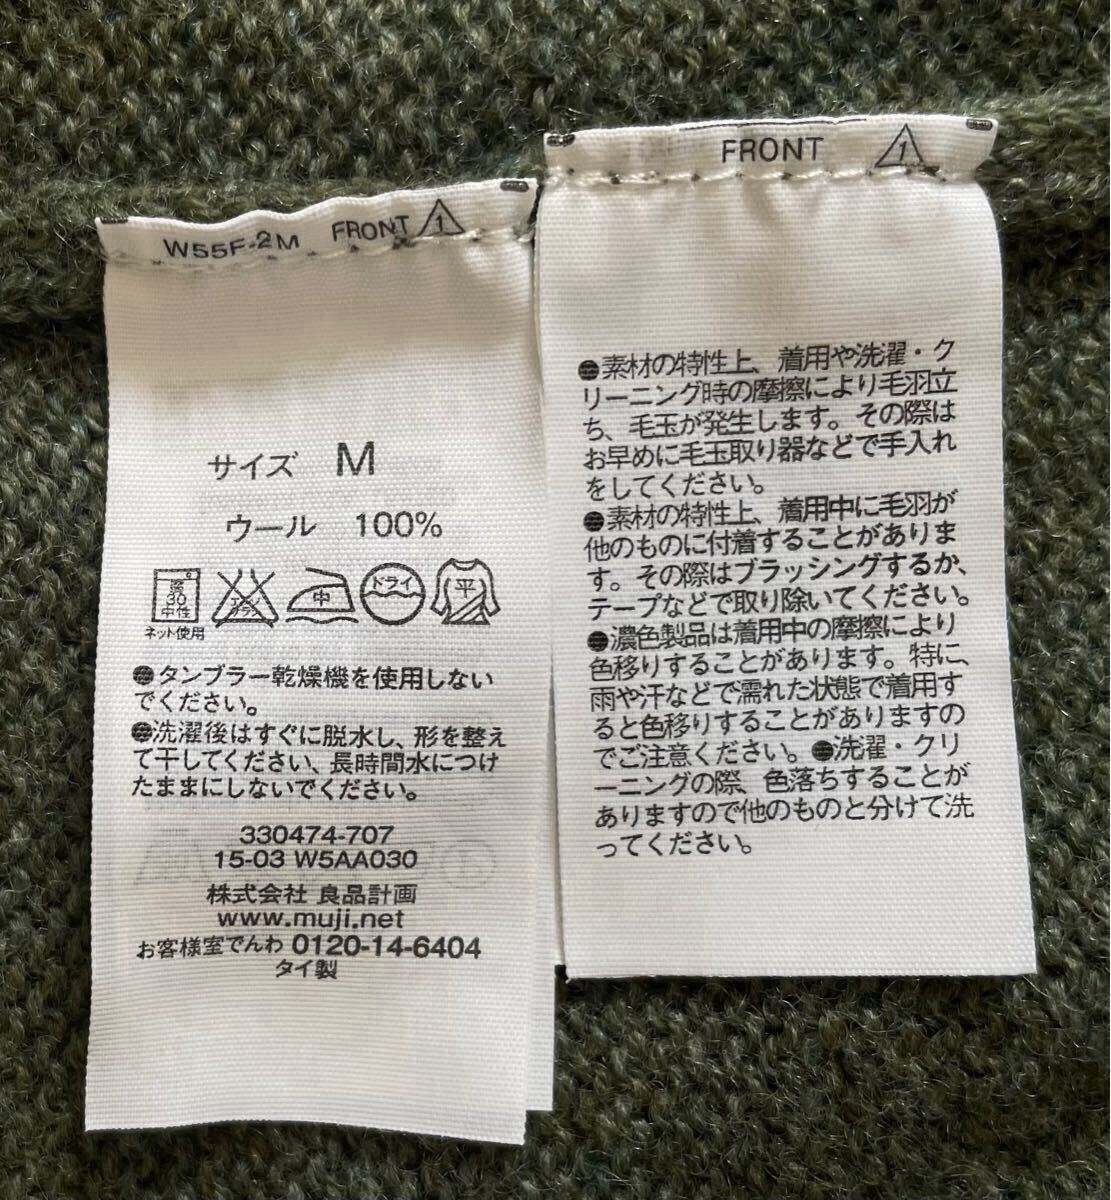 W55F-2M FRONT 1
サイズ M
ウール 100%
中性
ネット使用
中
ドライ
平
●タンブラー乾燥機を使用しない
でください。
●洗濯後はすぐに脱水し、形を整え
て干してください、長時間水につけ
たままにしないでください。
330474-707
15-03 W5AA030
株式会社 良品計画
www.muji.net
お客様室でんわ 0120-14-6404
タイ製
FRONT 1
●素材の特性上、着用や洗濯・ク
リーニング時の摩擦により毛羽立
ち、毛玉が発生します。その際は
お早めに毛玉取り器などで手入れ
をしてください。
●素材の特性上、着用中に毛羽が
他のものに付着することがありま
す。その際はブラッシングするか、
テープなどで取り除いてください。
●濃色製品は着用中の摩擦により
色移りすることがあります。特に、
雨や汗などで濡れた状態で着用す
ると色移りすることがありますの
でご注意ください。●洗濯・クリ
ーニングの際、色落ちすることが
ありますので他のものと分けて洗
ってください。